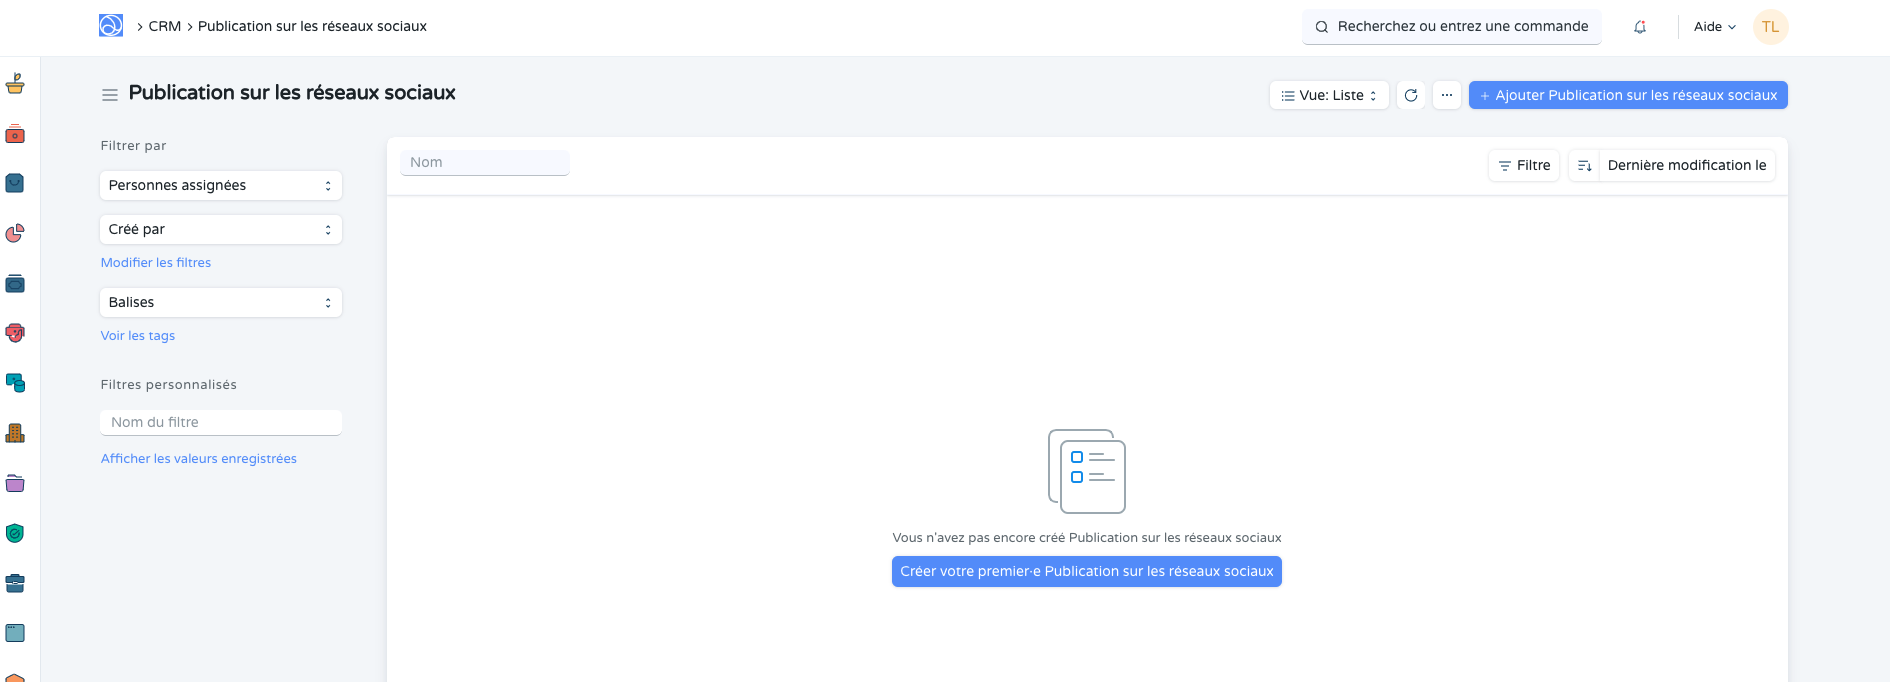 CRM
Publication sur les réseaux sociaux
Recherchez ou entrez une commande
Aide
TL
Publication sur les réseaux sociaux
Vue: Liste
Ajouter Publication sur les réseaux sociaux
Filtrer par
Personnes assignées
Créé par
Modifier les filtres
Balises
Voir les tags
Filtres personnalisés
Nom du filtre
Afficher les valeurs enregistrées
Nom
Filtre
Dernière modification le
Vous n'avez pas encore créé Publication sur les réseaux sociaux
Créer votre premier·e Publication sur les réseaux sociaux